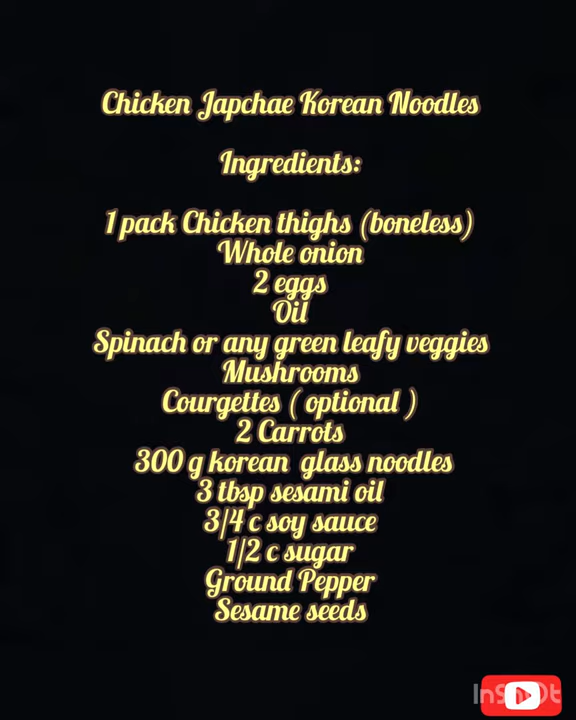 Chicken Japchae Korean Noodles
Ingredients:
1 pack Chicken thighs (boneless)
Whole onion
2 eggs
Oil
Spinach or any green leafy veggies
Mushrooms
Courgettes ( optional )
2 Carrots
300 g korean glass noodles
3 tbsp sesami oil
3/4 c soy sauce
1/2 c sugar
Ground Pepper
Sesame seeds
InShOt